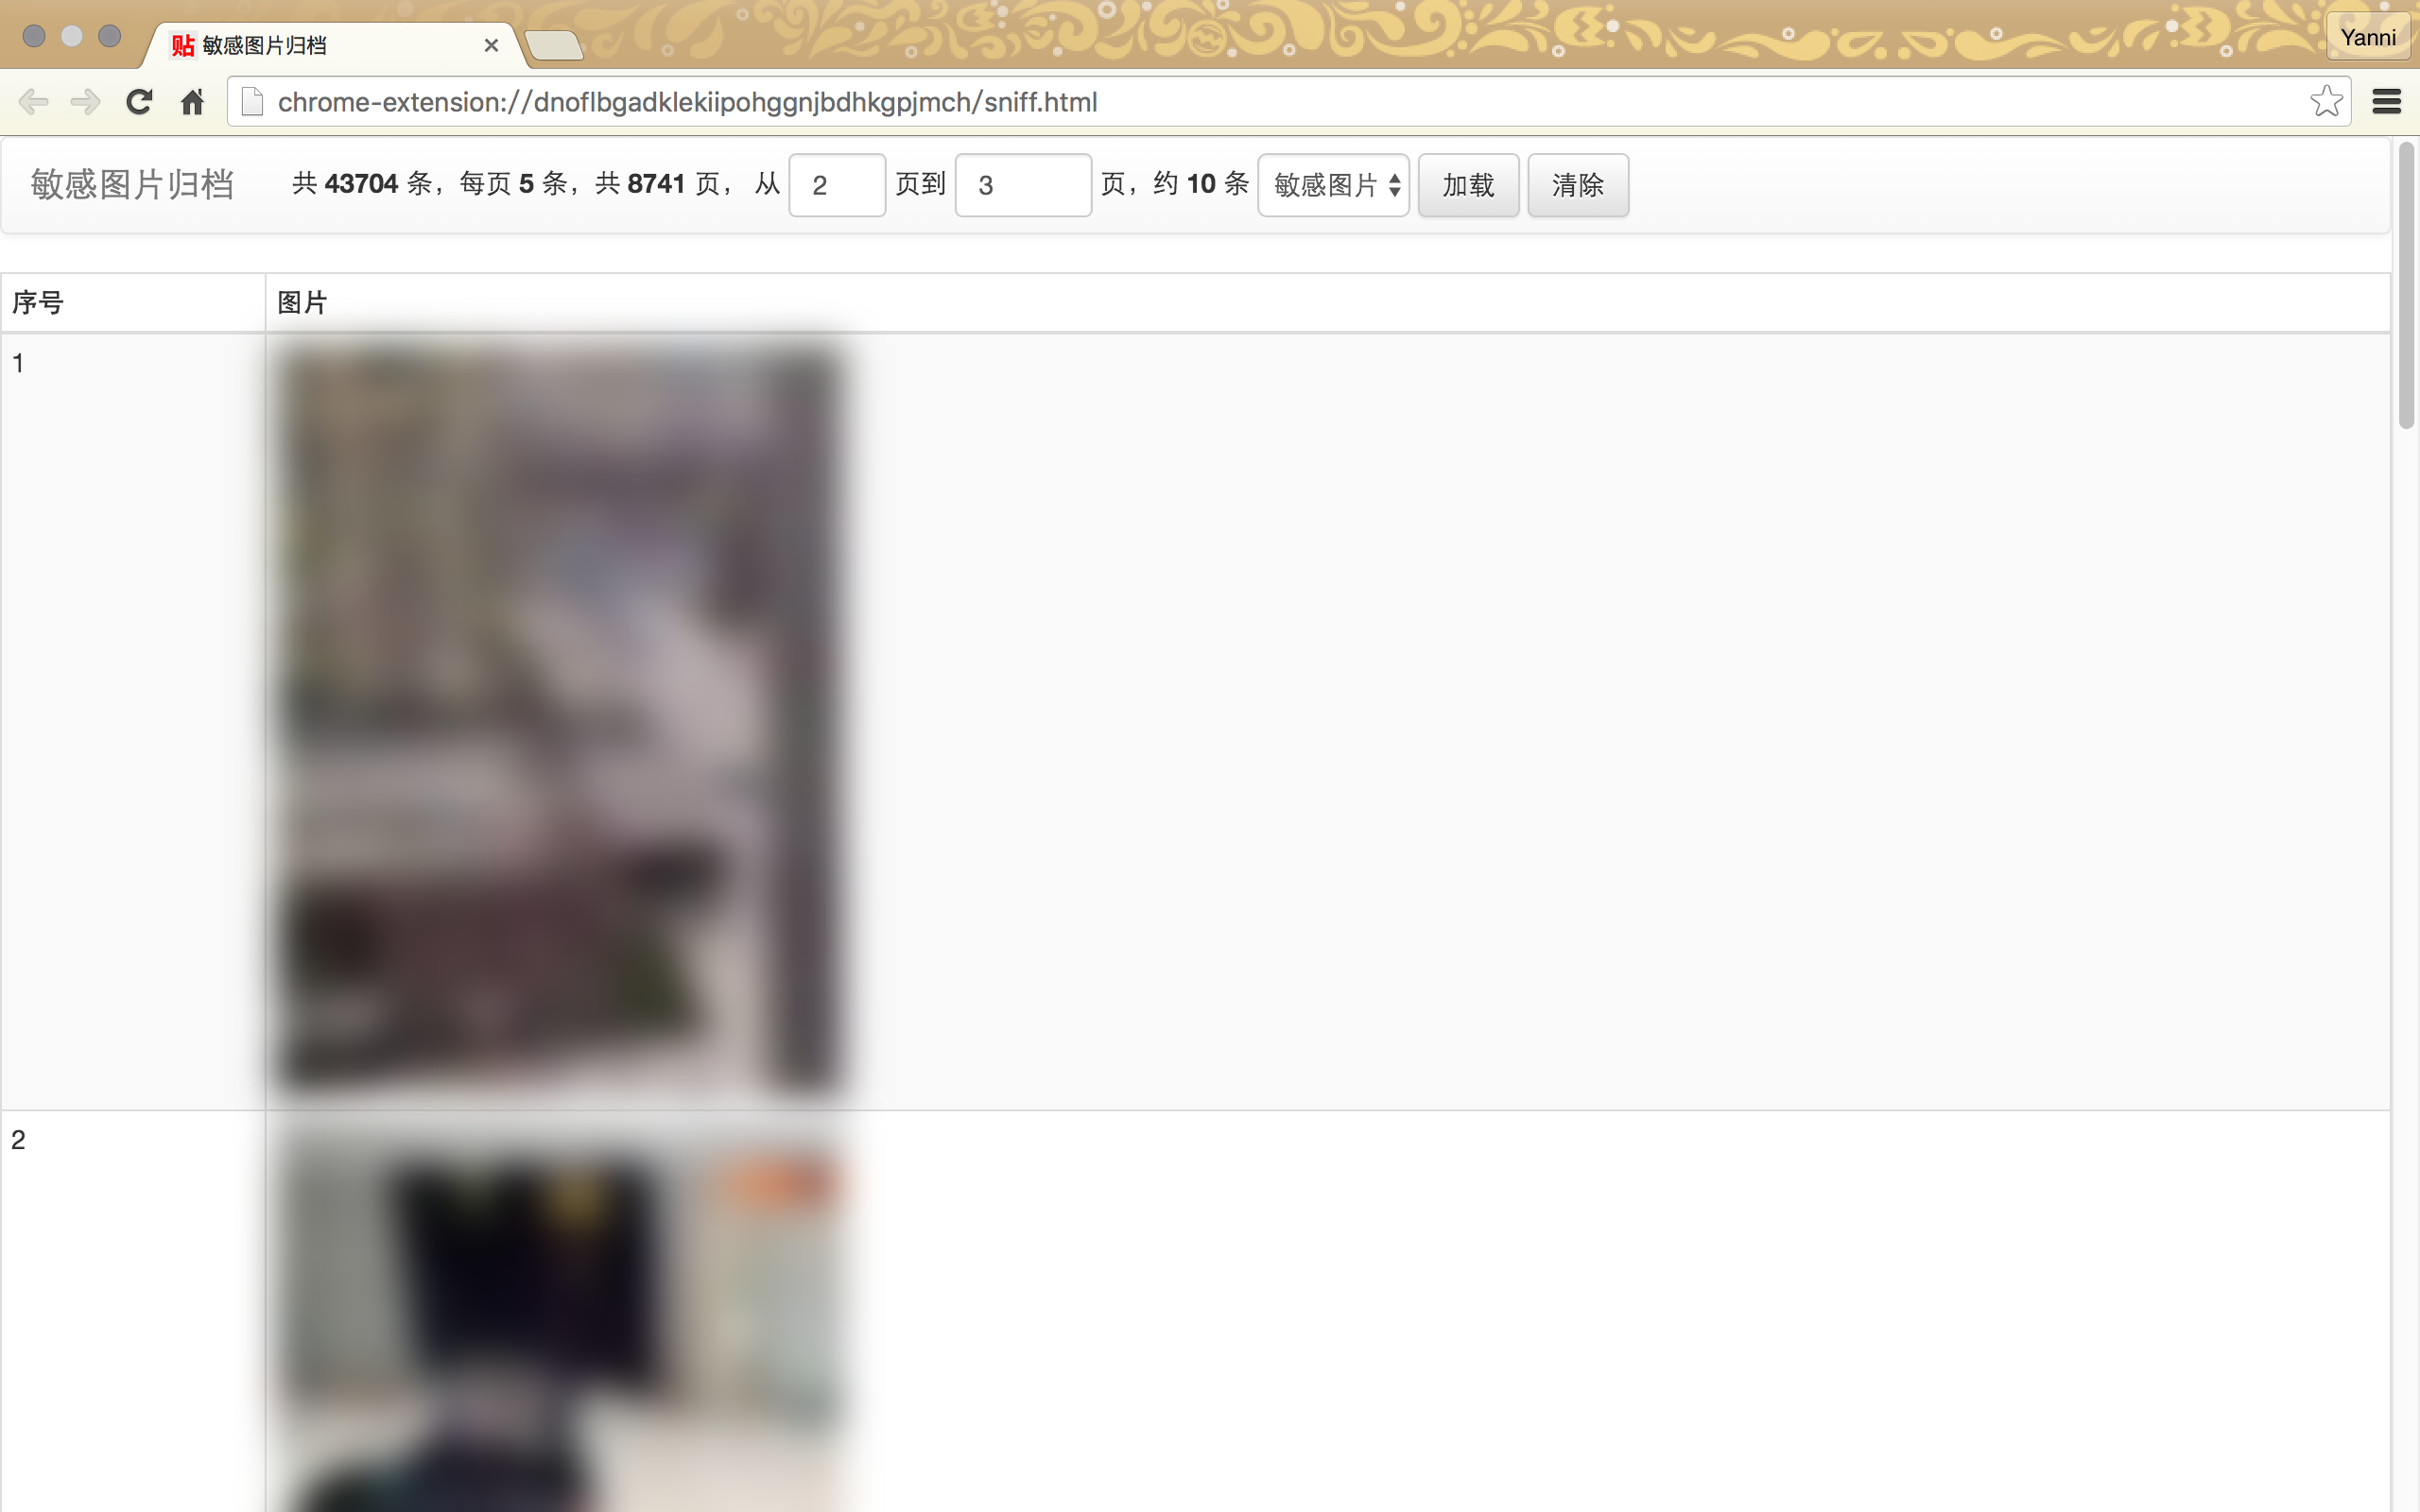 贴 敏感图片归档
Yanni
chrome-extension://dnoflbgadklekiipohggnjbdhkgpjmch/sniff.html
敏感图片归档 共 43704 条，每页 5 条，共 8741 页， 从 2 页到 3 页，约 10 条 敏感图片 加载 清除
序号 图片
1
2